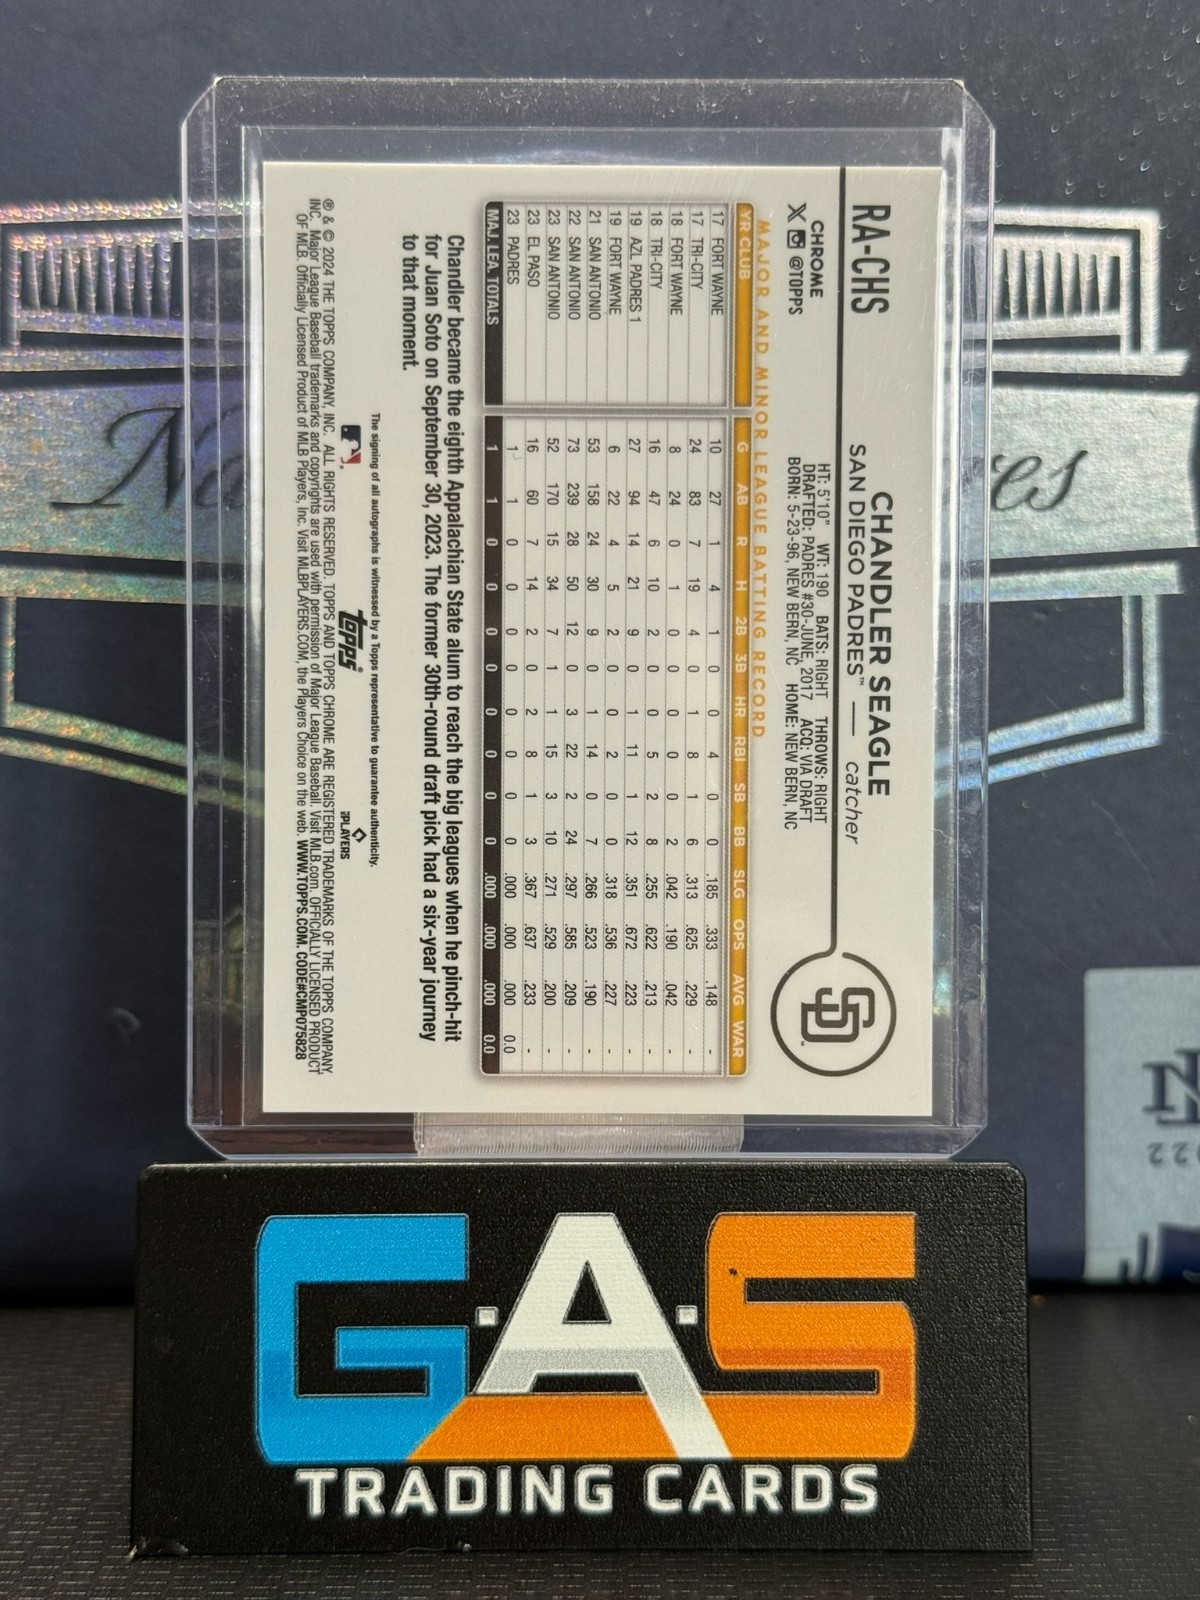 RA-CHS
CHANDLER SEAGLE
SAN DIEGO PADRES™ — catcher
CHROME
@TOPPS
HT: 5'10" WT: 190 BATS: RIGHT THROWS: RIGHT
DRAFTED: PADRES #30-JUNE, 2017 ACQ: VIA DRAFT
BORN: 5-23-96, NEW BERN, NC HOME: NEW BERN, NC
SD
MAJOR AND MINOR LEAGUE BATTING RECORD
YR CLUB G AB R H 2B 3B HR RBI SB BB SLG OPS AVG WAR
17 FORT WAYNE 10 27 1 4 1 0 0 4 0 0 .185 .333 .148 -
17 TRI-CITY 24 83 7 19 4 0 1 8 1 6 .313 .625 .229 -
18 FORT WAYNE 8 24 0 1 0 0 0 0 0 2 .042 .190 .042 -
18 TRI-CITY 16 47 6 10 2 0 0 5 2 8 .255 .622 .213 -
19 AZL PADRES 1 27 94 14 21 9 0 1 11 1 12 .351 .672 .223 -
19 FORT WAYNE 6 22 4 5 2 0 0 2 0 0 .318 .536 .227 -
21 SAN ANTONIO 53 158 24 30 9 0 1 14 0 7 .266 .523 .190 -
22 SAN ANTONIO 73 239 28 50 12 0 3 22 2 24 .297 .585 .209 -
23 SAN ANTONIO 52 170 15 34 7 1 1 15 3 10 .271 .529 .200 -
23 EL PASO 16 60 7 14 2 0 2 8 1 3 .367 .637 .233 -
23 PADRES 1 1 0 0 0 0 0 0 0 0 .000 .000 .000 0.0
MAJ. LEA. TOTALS 1 1 0 0 0 0 0 0 0 0 .000 .000 .000 0.0
Chandler became the eighth Appalachian State alum to reach the big leagues when he pinch-hit
for Juan Soto on September 30, 2023. The former 30th-round draft pick had a six-year journey
to that moment.
The signing of all autographs is witnessed by a Topps representative to guarantee authenticity.
topps®
PLAYERS
® & © 2024 THE TOPPS COMPANY, INC. ALL RIGHTS RESERVED. TOPPS AND TOPPS CHROME ARE REGISTERED TRADEMARKS OF THE TOPPS COMPANY,
INC. Major League Baseball trademarks and copyrights are used with permission of Major League Baseball. Visit MLB.com. OFFICIALLY LICENSED PRODUCT
OF MLB. Officially Licensed Product of MLB Players, Inc. Visit MLBPLAYERS.COM, the Players Choice on the web. WWW.TOPPS.COM. CODE#CMP075828
G·A·S
TRADING CARDS